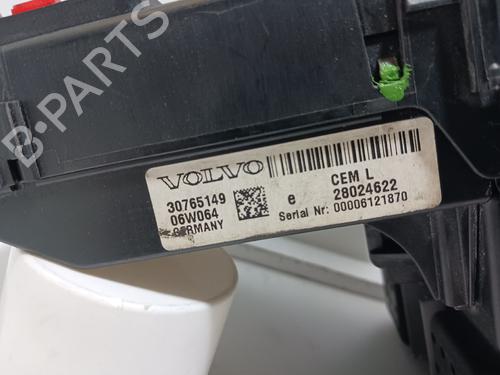 B-PARTS
VOLVO
30765149
06W064
GERMANY
CEM L
e 28024622
Serial Nr: 00006121870